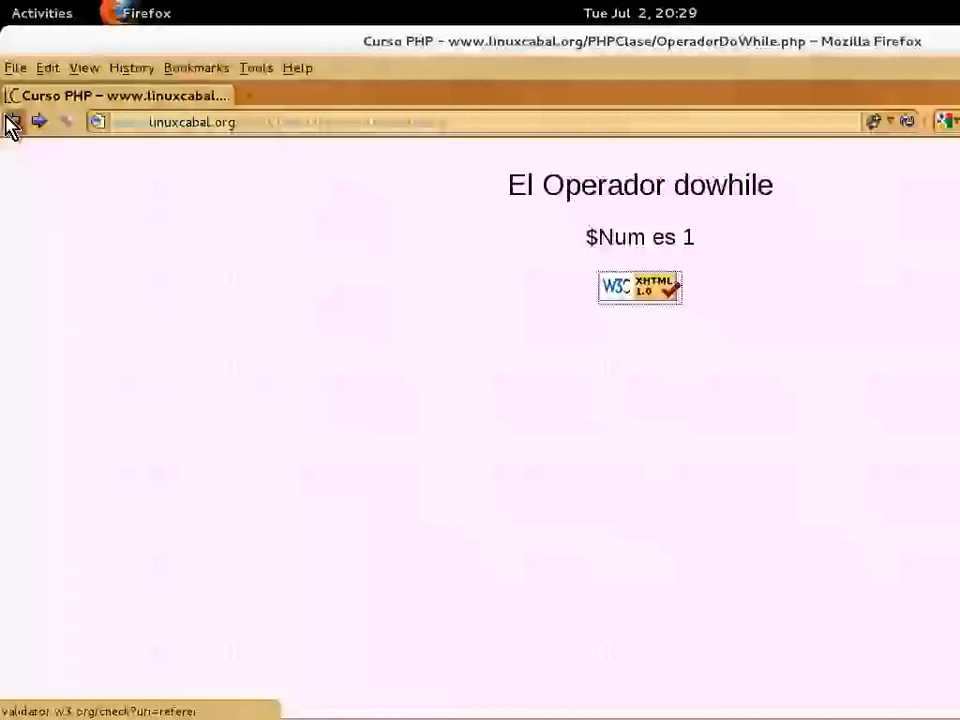 Activities Firefox Tue Jul 2, 20:29
Curso PHP – www.linuxcabal.org/PHPClase/OperadorDoWhile.php – Mozilla Firefox
File Edit View History Bookmarks Tools Help
Curso PHP – www.linuxcabal....
linuxcabal.org
El Operador dowhile
$Num es 1
W3C XHTML 1.0
validator.w3.org/check?uri=referer